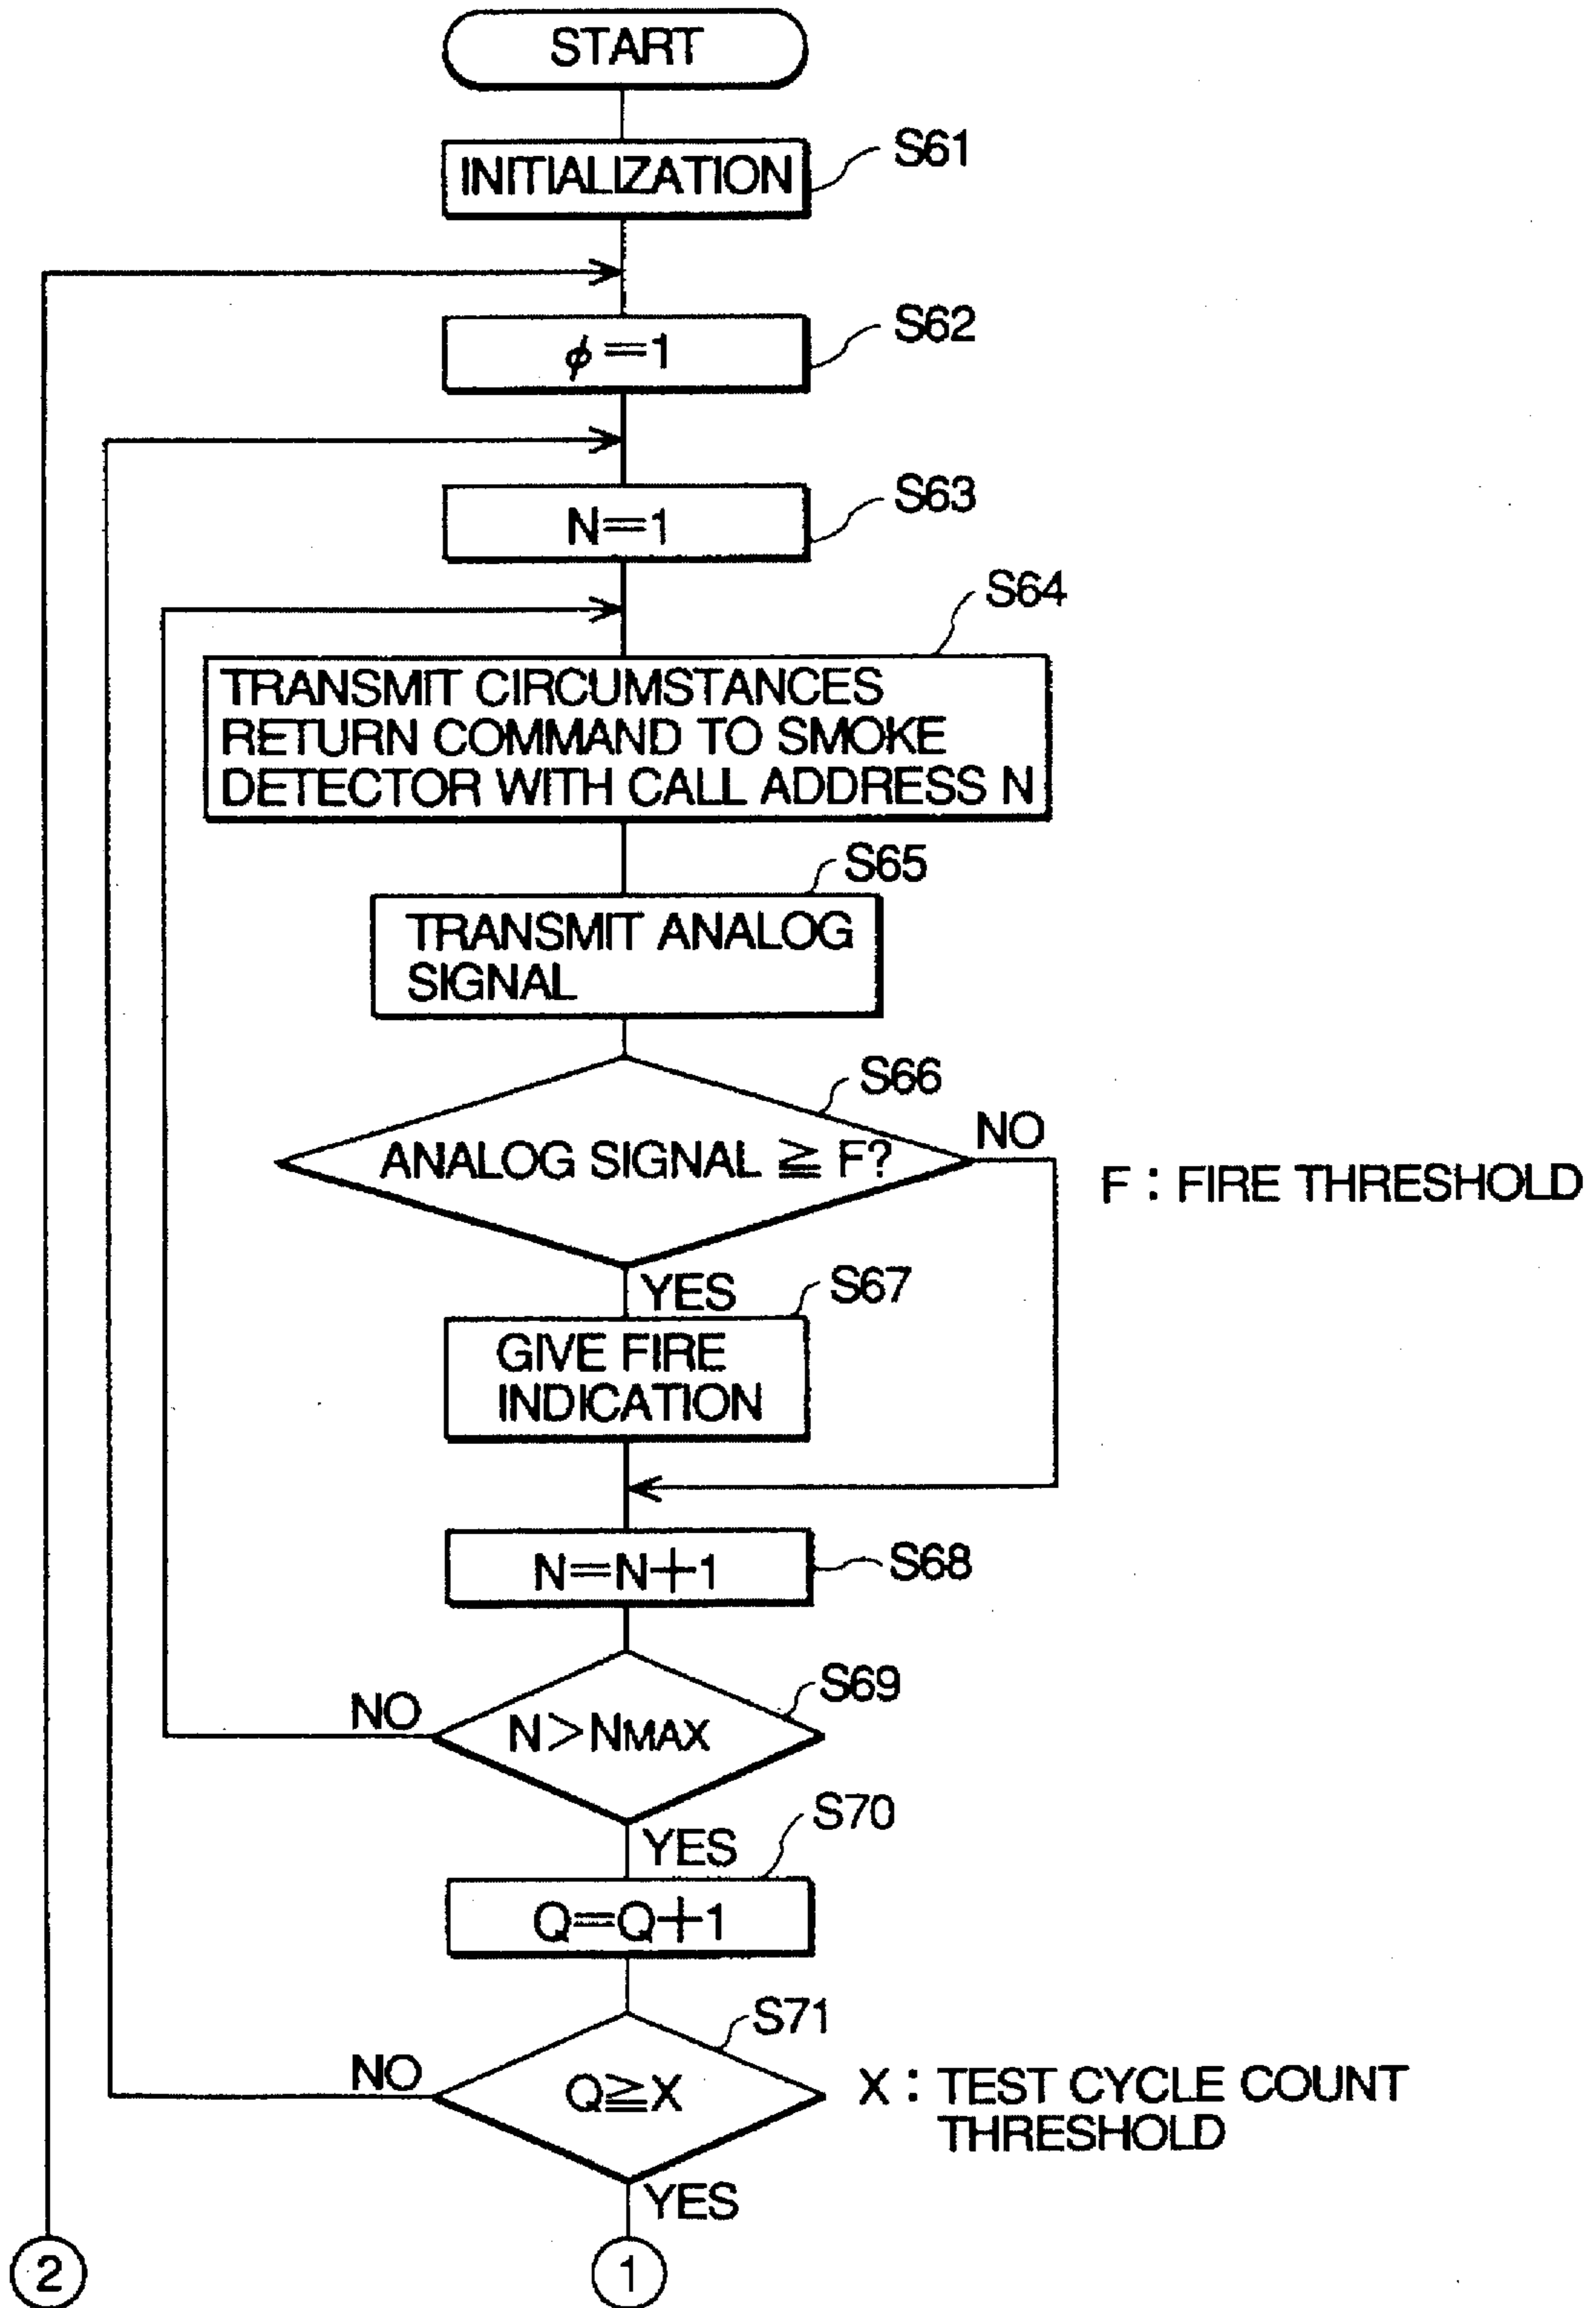 START
INITIALIZATION
S61
ϕ=1
S62
N=1
S63
S64
TRANSMIT CIRCUMSTANCES
RETURN COMMAND TO SMOKE
DETECTOR WITH CALL ADDRESS N
S65
TRANSMIT ANALOG
SIGNAL
S66
ANALOG SIGNAL ≧ F?
NO
F : FIRE THRESHOLD
YES
S67
GIVE FIRE
INDICATION
N=N+1
S68
S69
NO
N>NMAX
S70
YES
Q=Q+1
S71
NO
Q≧X
X : TEST CYCLE COUNT
THRESHOLD
YES
2
1